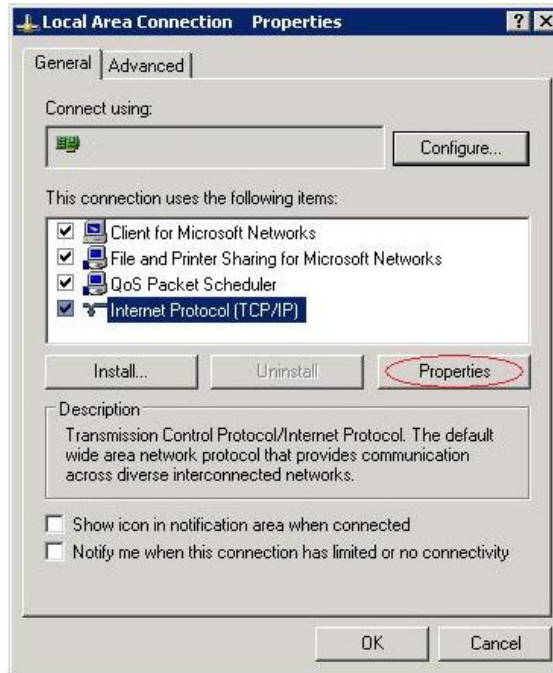 Local Area Connection Properties
General
Advanced
Connect using:
Configure...
This connection uses the following items:
Client for Microsoft Networks
File and Printer Sharing for Microsoft Networks
QoS Packet Scheduler
Internet Protocol (TCP/IP)
Install...
Uninstall
Properties
Description
Transmission Control Protocol/Internet Protocol. The default
wide area network protocol that provides communication
across diverse interconnected networks.
Show icon in notification area when connected
Notify me when this connection has limited or no connectivity
OK
Cancel